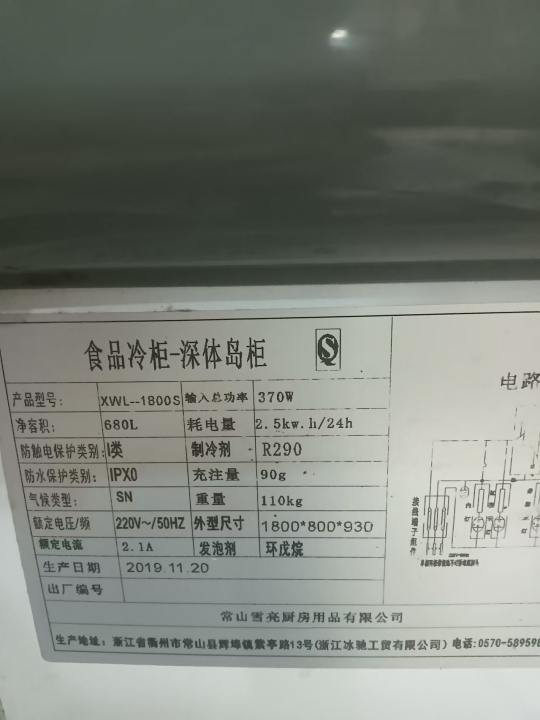 食品冷柜-深体岛柜
电路
产品型号: XWL--1800S 输入总功率 370W
净容积: 680L 耗电量 2.5kw.h/24h
防触电保护类别: I类 制冷剂 R290
防水保护类别: IPX0 充注量 90g
气候类型: SN 重量 110kg
额定电压/频 220V~/50HZ 外型尺寸 1800*800*930
额定电流 2.1A 发泡剂 环戊烷
生产日期 2019.11.20
出厂编号
接线端子组件
常山雪亮厨房用品有限公司
生产地址: 浙江省衢州市常山县辉埠镇紫亭路13号(浙江冰驰工贸有限公司) 电话:0570-589598